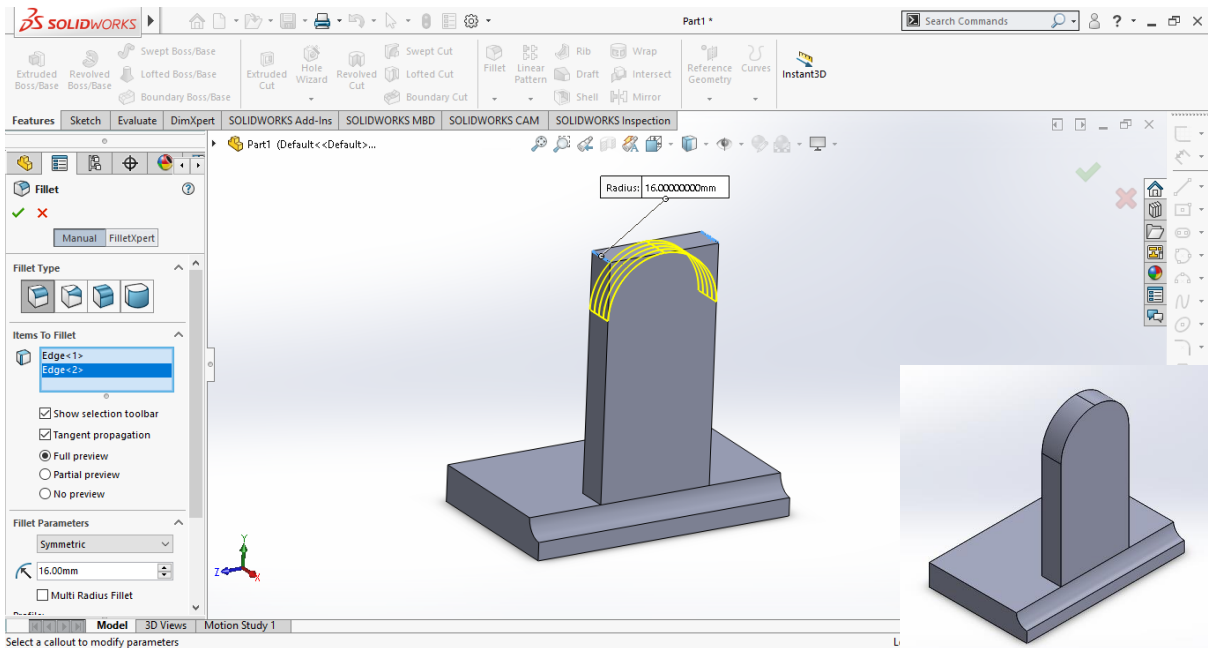 SOLIDWORKS
Part1 *
Search Commands
?
Extruded Boss/Base
Revolved Boss/Base
Swept Boss/Base
Lofted Boss/Base
Boundary Boss/Base
Extruded Cut
Hole Wizard
Revolved Cut
Swept Cut
Lofted Cut
Boundary Cut
Fillet
Linear Pattern
Rib
Draft
Shell
Wrap
Intersect
Mirror
Reference Geometry
Curves
Instant3D
Features Sketch Evaluate DimXpert SOLIDWORKS Add-Ins SOLIDWORKS MBD SOLIDWORKS CAM SOLIDWORKS Inspection
Part1 (Default<<Default>...
Fillet ?
Manual FilletXpert
Fillet Type
Items To Fillet
Edge<1>
Edge<2>
Show selection toolbar
Tangent propagation
Full preview
Partial preview
No preview
Fillet Parameters
Symmetric
16.00mm
Multi Radius Fillet
Radius: 16.00000000mm
Y
Z
X
Model 3D Views Motion Study 1
Select a callout to modify parameters